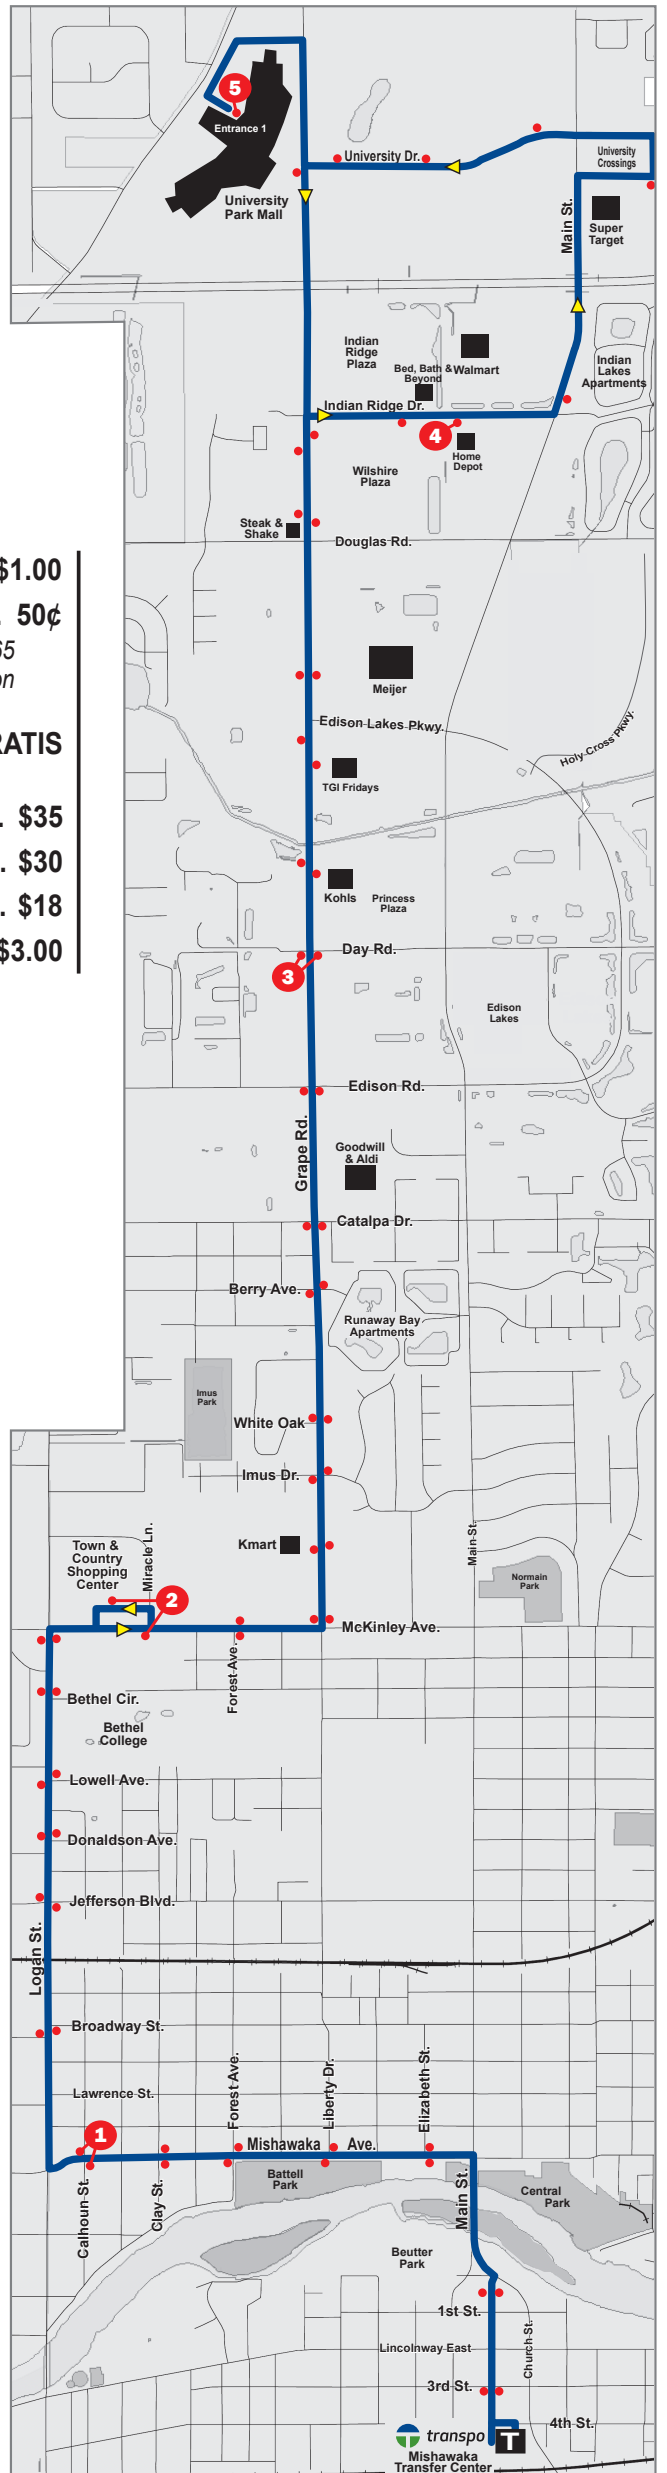 5
Entrance 1
University
Park Mall
University Dr.
University
Crossings
Main St.
Super
Target
Indian
Ridge
Plaza
Bed, Bath &
Beyond
Walmart
Indian
Lakes
Apartments
Indian Ridge Dr.
4
Home
Depot
Wilshire
Plaza
Steak &
Shake
Douglas Rd.
$1.00
. 50¢
65
on
RATIS
. $35
. $30
. $18
$3.00
Meijer
Edison Lakes Pkwy.
Holy Cross Pkwy.
TGI Fridays
Kohls
Princess
Plaza
Day Rd.
3
Edison
Lakes
Edison Rd.
Grape Rd.
Goodwill
& Aldi
Catalpa Dr.
Berry Ave.
Runaway Bay
Apartments
Imus
Park
White Oak
Imus Dr.
Kmart
Main St.
Town &
Country
Shopping
Center
Miracle Ln.
2
Normain
Park
McKinley Ave.
Forest Ave.
Bethel Cir.
Bethel
College
Lowell Ave.
Donaldson Ave.
Jefferson Blvd.
Logan St.
Broadway St.
Lawrence St.
Forest Ave.
Liberty Dr.
Elizabeth St.
1
Mishawaka Ave.
Calhoun St.
Clay St.
Battell
Park
Main St.
Central
Park
Beutter
Park
1st St.
Lincolnway East
Church St.
3rd St.
4th St.
transpo
T
Mishawaka
Transfer Center